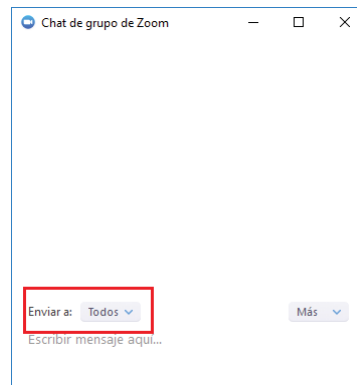 Chat de grupo de Zoom
Enviar a: Todos Más
Escribir mensaje aquí...